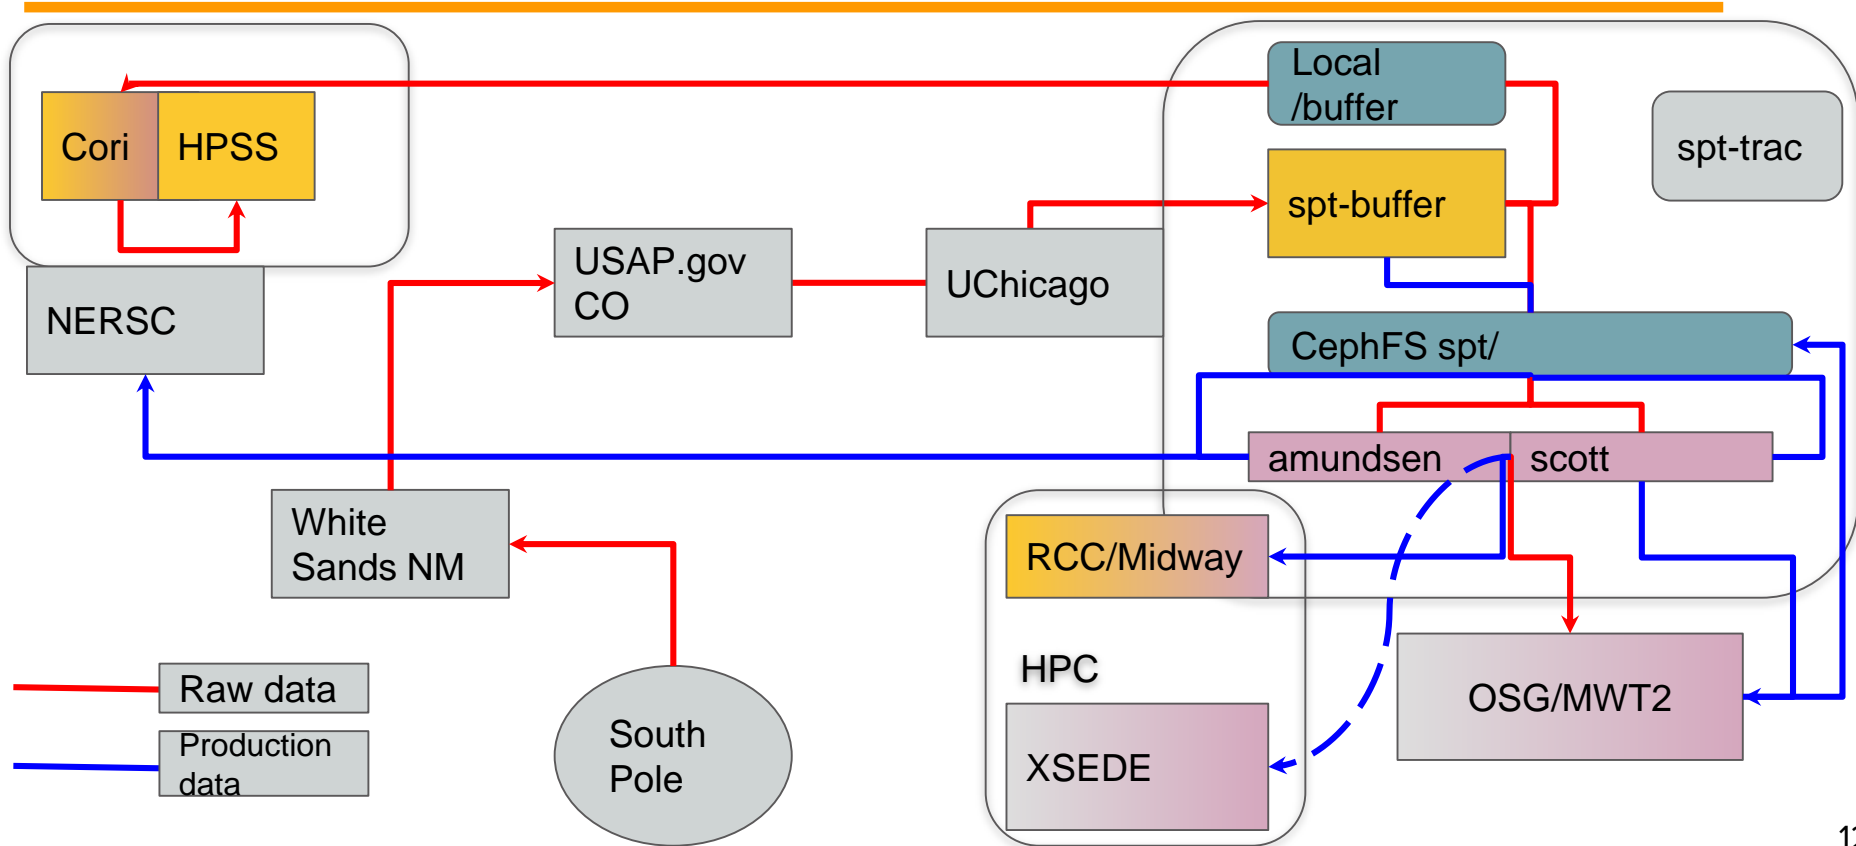 Local
/buffer
Cori
HPSS
spt-trac
spt-buffer
USAP.gov
CO
UChicago
NERSC
CephFS spt/
amundsen
scott
White
Sands NM
RCC/Midway
HPC
Raw data
OSG/MWT2
South
Pole
Production
data
XSEDE